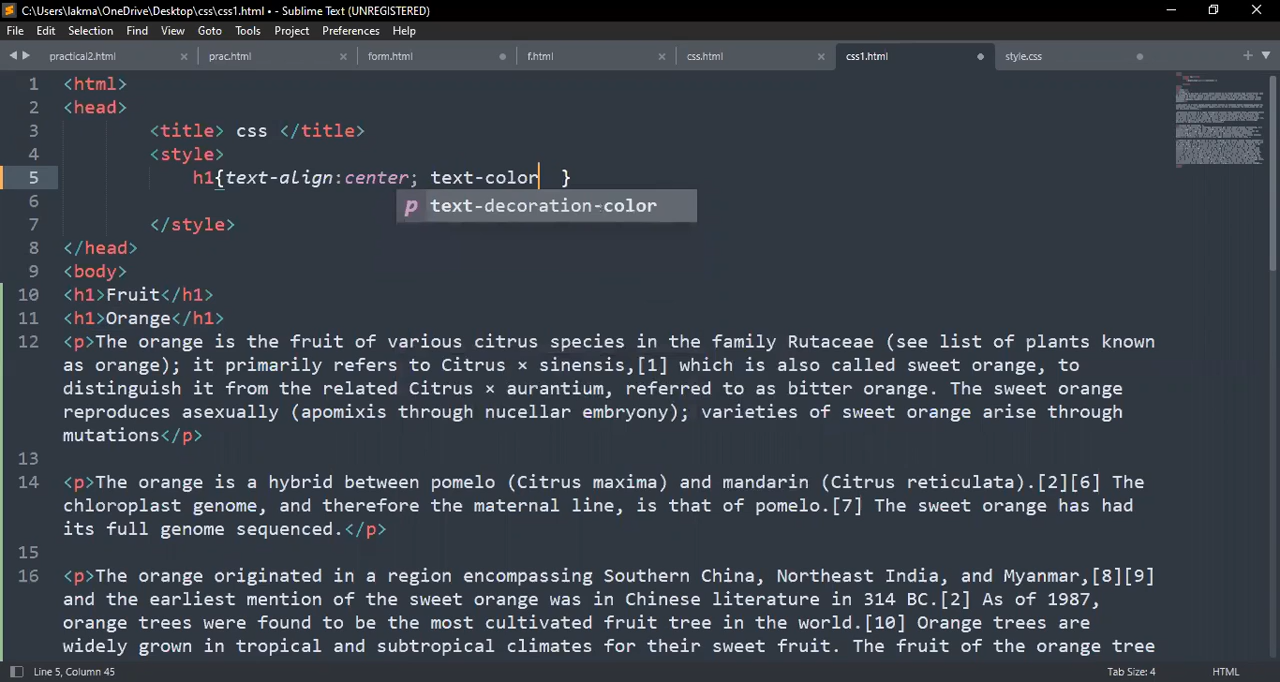 C:\Users\lakma\OneDrive\Desktop\css\css1.html • - Sublime Text (UNREGISTERED)
File Edit Selection Find View Goto Tools Project Preferences Help
practical2.html prac.html form.html f.html css.html css1.html style.css
1 <html>
2 <head>
3 <title> css </title>
4 <style>
5 h1{text-align:center; text-color }
p text-decoration-color
6
7 </style>
8 </head>
9 <body>
10 <h1>Fruit</h1>
11 <h1>Orange</h1>
12 <p>The orange is the fruit of various citrus species in the family Rutaceae (see list of plants known
as orange); it primarily refers to Citrus × sinensis,[1] which is also called sweet orange, to
distinguish it from the related Citrus × aurantium, referred to as bitter orange. The sweet orange
reproduces asexually (apomixis through nucellar embryony); varieties of sweet orange arise through
mutations</p>
13
14 <p>The orange is a hybrid between pomelo (Citrus maxima) and mandarin (Citrus reticulata).[2][6] The
chloroplast genome, and therefore the maternal line, is that of pomelo.[7] The sweet orange has had
its full genome sequenced.</p>
15
16 <p>The orange originated in a region encompassing Southern China, Northeast India, and Myanmar,[8][9]
and the earliest mention of the sweet orange was in Chinese literature in 314 BC.[2] As of 1987,
orange trees were found to be the most cultivated fruit tree in the world.[10] Orange trees are
widely grown in tropical and subtropical climates for their sweet fruit. The fruit of the orange tree
Line 5, Column 45 Tab Size: 4 HTML